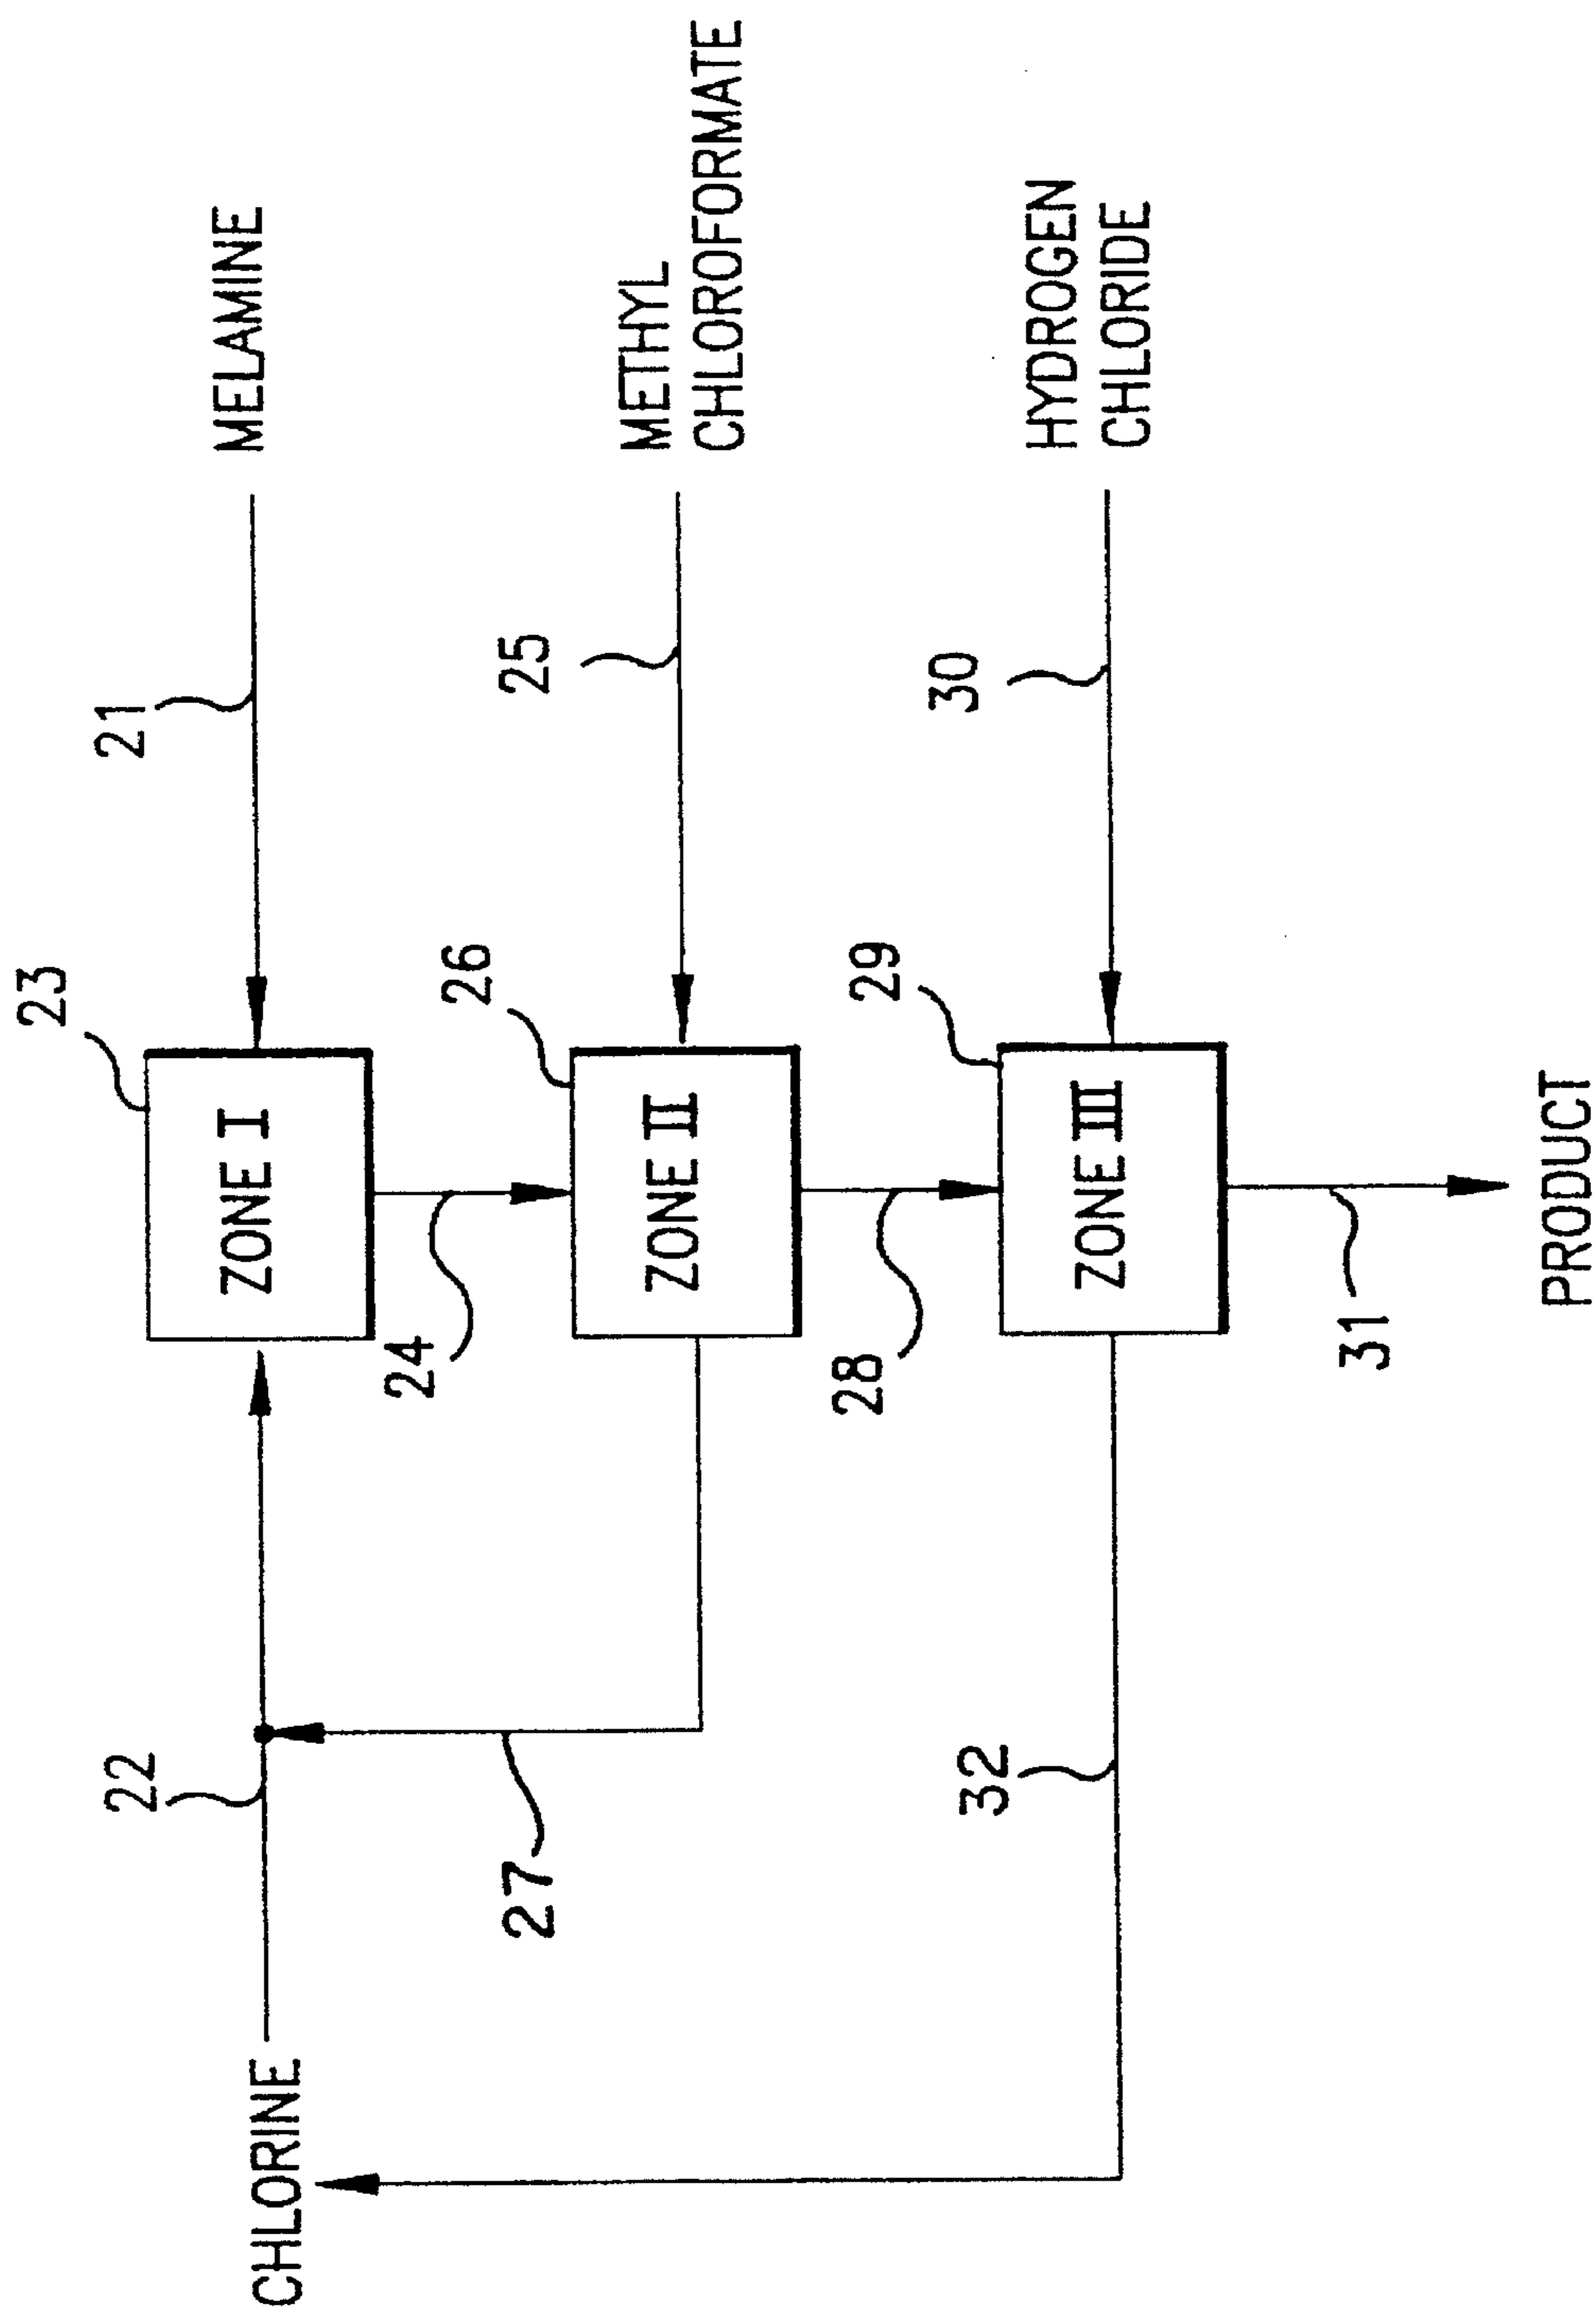 CHLORINE
22
27
32
23
ZONE I
21
MELAMINE
24
26
ZONE II
25
METHYL
CHLOROFORMATE
28
29
ZONE III
30
HYDROGEN
CHLORIDE
31
PRODUCT